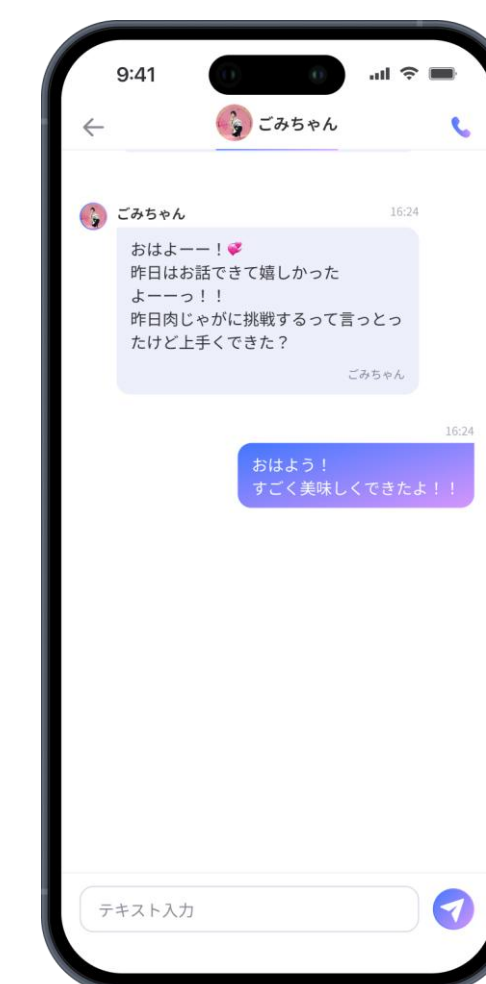 9:41
ごみちゃん
ごみちゃん
16:24
おはよーー！💞
昨日はお話できて嬉しかった
よーーっ！！
昨日肉じゃがに挑戦するって言っとっ
たけど上手くできた？
ごみちゃん
16:24
おはよう！
すごく美味しくできたよ！！
テキスト入力